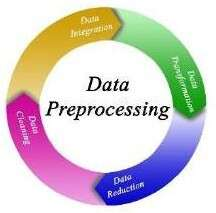 Data
Preprocessing
Data
Integration
Data
Transformation
Data
Reduction
Data
Cleaning